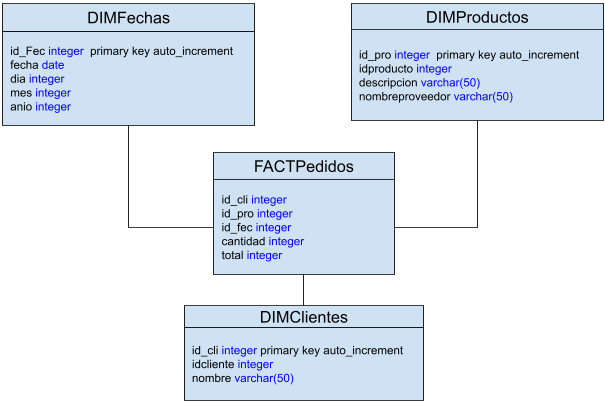 DIMFechas
id_Fec integer primary key auto_increment
fecha date
dia integer
mes integer
anio integer
DIMProductos
id_pro integer primary key auto_increment
idproducto integer
descripcion varchar(50)
nombreproveedor varchar(50)
FACTPedidos
id_cli integer
id_pro integer
id_fec integer
cantidad integer
total integer
DIMClientes
id_cli integer primary key auto_increment
idcliente integer
nombre varchar(50)